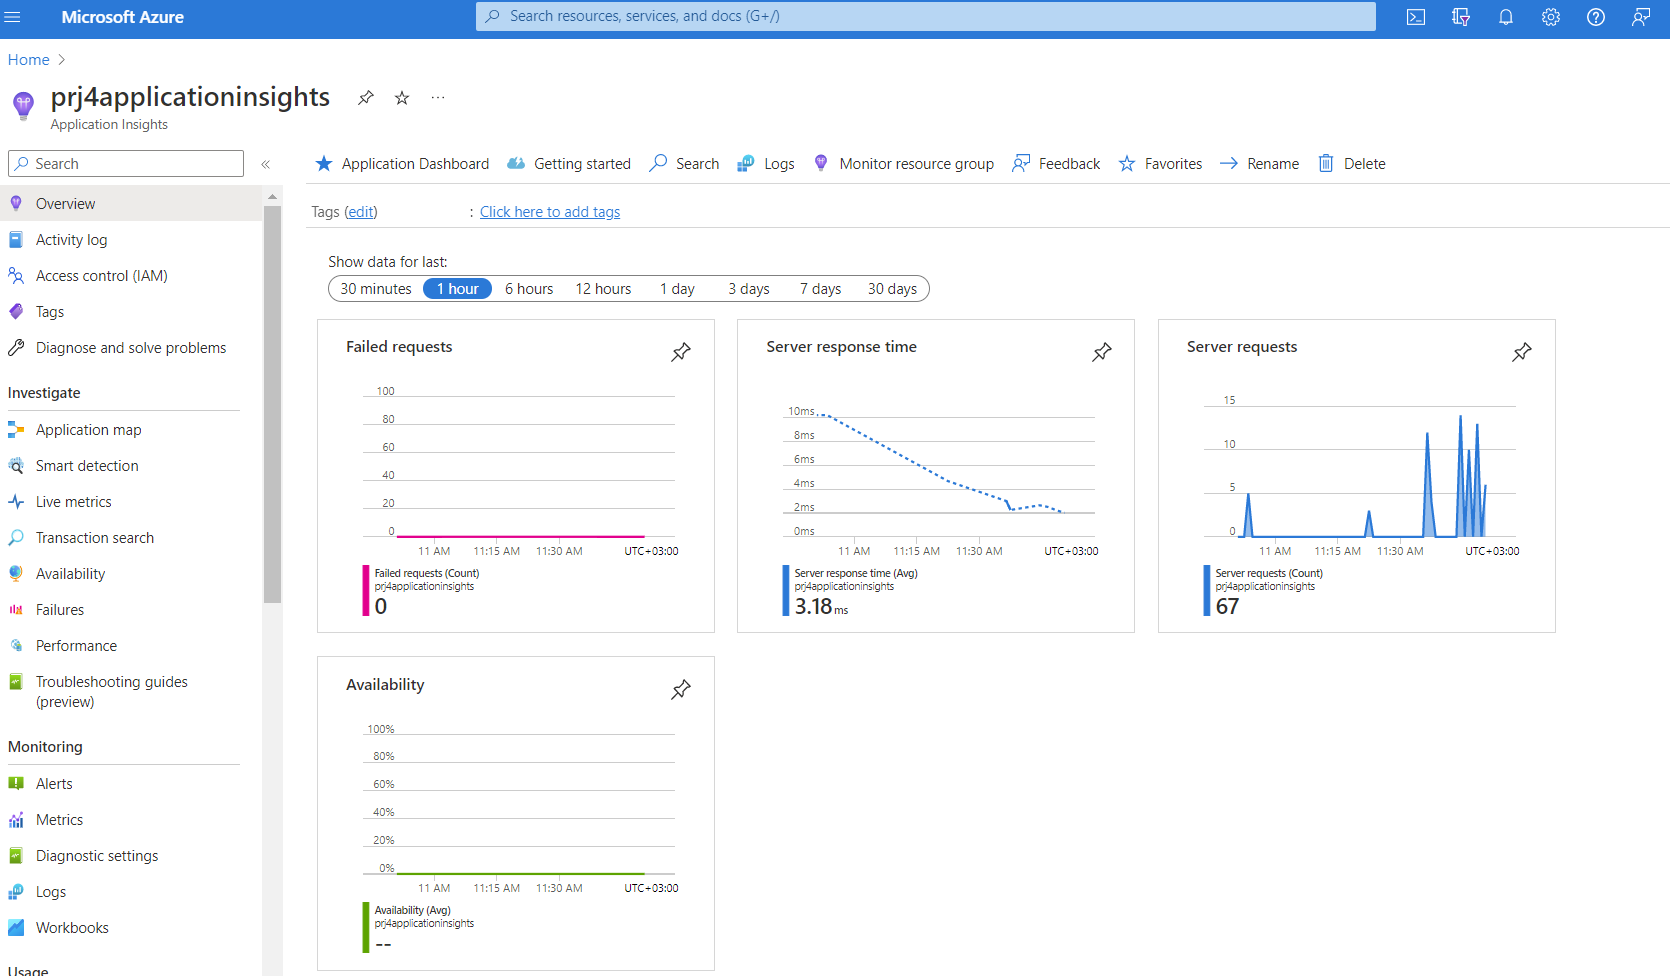 Microsoft Azure
Search resources, services, and docs (G+/)
Home
prj4applicationinsights
Application Insights
Search
Application Dashboard
Getting started
Search
Logs
Monitor resource group
Feedback
Favorites
Rename
Delete
Overview
Activity log
Access control (IAM)
Tags
Diagnose and solve problems
Investigate
Application map
Smart detection
Live metrics
Transaction search
Availability
Failures
Performance
Troubleshooting guides
(preview)
Monitoring
Alerts
Metrics
Diagnostic settings
Logs
Workbooks
Usage
Tags (edit) : Click here to add tags
Show data for last:
30 minutes 1 hour 6 hours 12 hours 1 day 3 days 7 days 30 days
Failed requests
100
80
60
40
20
0
11 AM 11:15 AM 11:30 AM UTC+03:00
Failed requests (Count)
prj4applicationinsights
0
Server response time
10ms
8ms
6ms
4ms
2ms
0ms
11 AM 11:15 AM 11:30 AM UTC+03:00
Server response time (Avg)
prj4applicationinsights
3.18 ms
Server requests
15
10
5
0
11 AM 11:15 AM 11:30 AM UTC+03:00
Server requests (Count)
prj4applicationinsights
67
Availability
100%
80%
60%
40%
20%
0%
11 AM 11:15 AM 11:30 AM UTC+03:00
Availability (Avg)
prj4applicationinsights
--